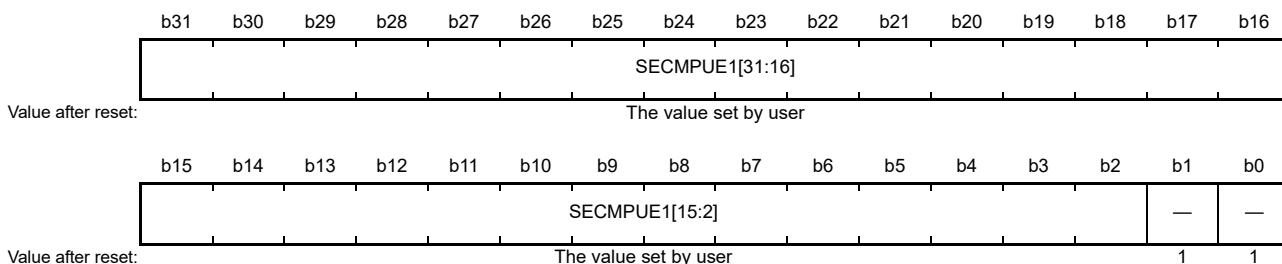 b31 b30 b29 b28 b27 b26 b25 b24 b23 b22 b21 b20 b19 b18 b17 b16
SECMPUE1[31:16]
Value after reset: The value set by user
b15 b14 b13 b12 b11 b10 b9 b8 b7 b6 b5 b4 b3 b2 b1 b0
SECMPUE1[15:2] — —
Value after reset: The value set by user 1 1